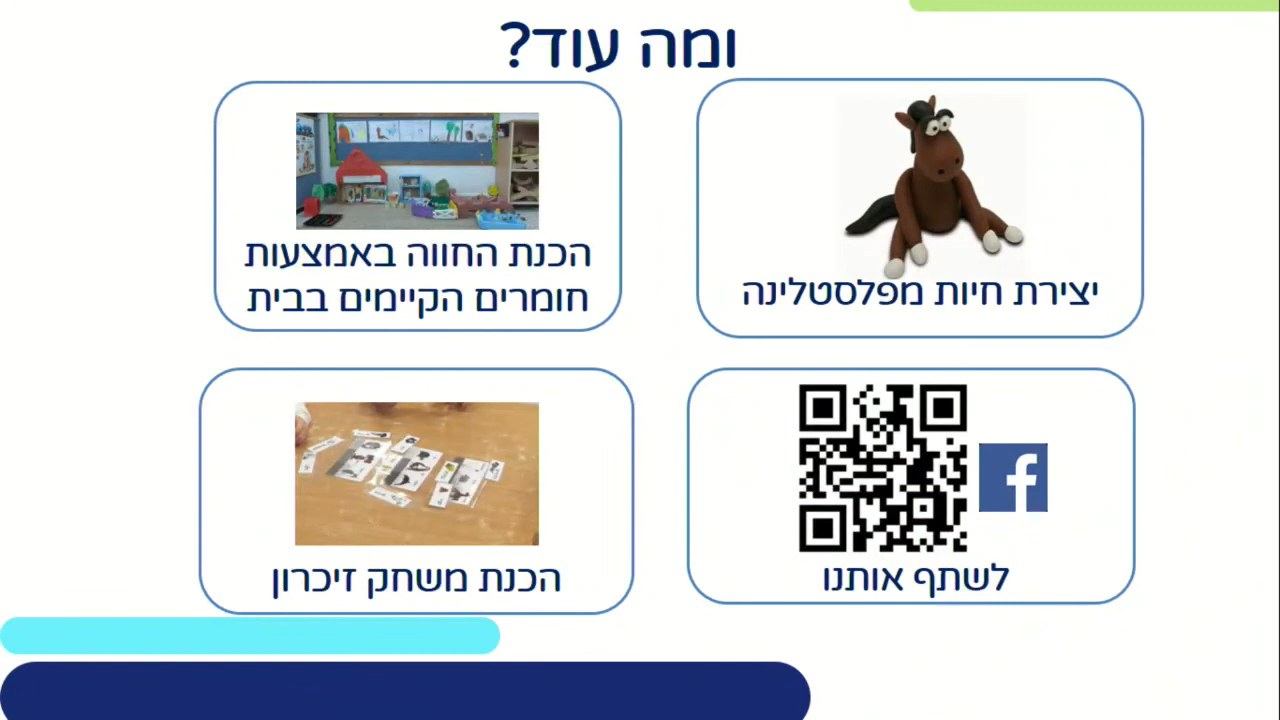 ומה עוד?
יצירת חיות מפלסטלינה
הכנת החווה באמצעות
חומרים הקיימים בבית
לשתף אותנו
הכנת משחק זיכרון